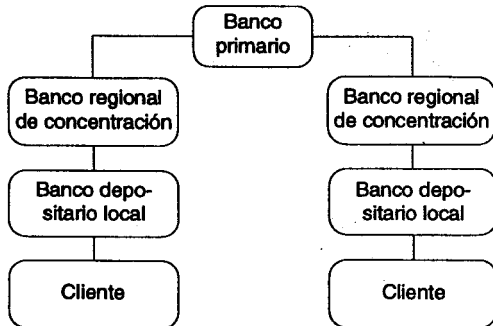 Banco
primario
Banco regional
de concentración
Banco regional
de concentración
Banco depo-
sitario local
Banco depo-
sitario local
Cliente
Cliente